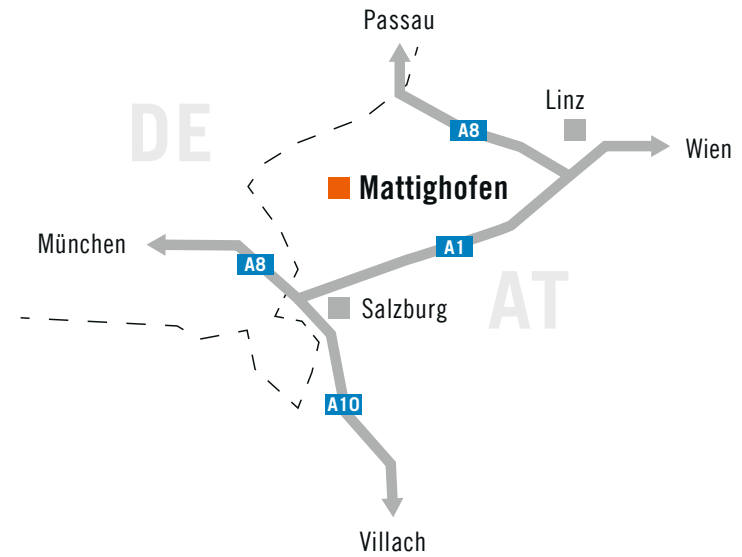 Passau
DE
Linz
A8
Wien
Mattighofen
München
A1
A8
AT
Salzburg
A10
Villach